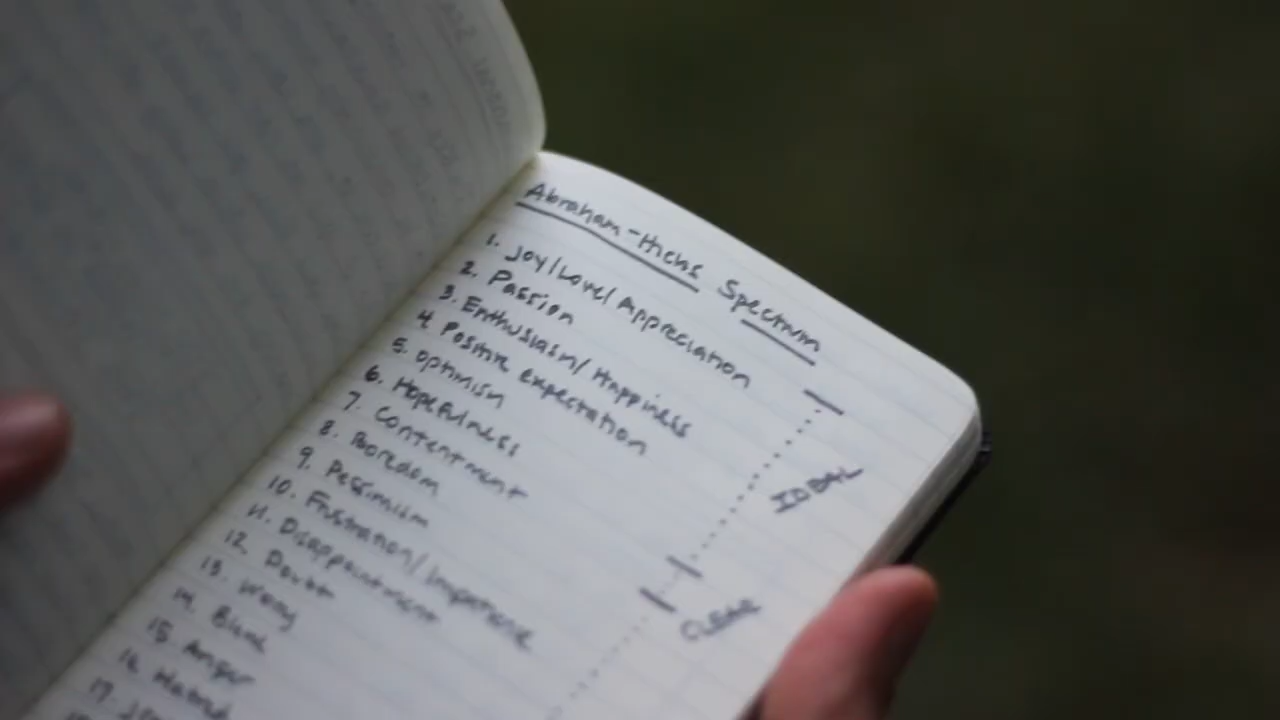 Abraham-Hicks Spectrum
1. Joy/Love/Appreciation
2. Passion
3. Enthusiasm/Happiness
4. Positive expectation
5. Optimism
6. Hopefulness
7. Contentment
8. Boredom
9. Pessimism
10. Frustration/
11. Disappointment
12. Doubt
13. Worry
14. Blame
15. Anger
16.
17.
IDEAL
CLEAR